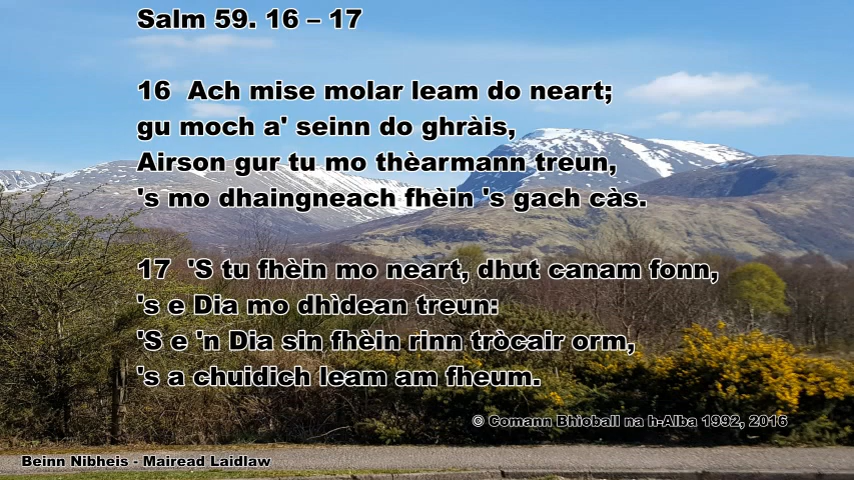 Salm 59. 16 – 17
16 Ach mise molar leam do neart;
gu moch a' seinn do ghràis,
Airson gur tu mo thèarmann treun,
's mo dhaingneach fhèin 's gach càs.
17 'S tu fhèin mo neart, dhut canam fonn,
's e Dia mo dhìdean treun:
'S e 'n Dia sin fhèin rinn tròcair orm,
's a chuidich leam am fheum.
© Comann Bhìoball na h-Alba 1992, 2016
Beinn Nibheis - Mairead Laidlaw